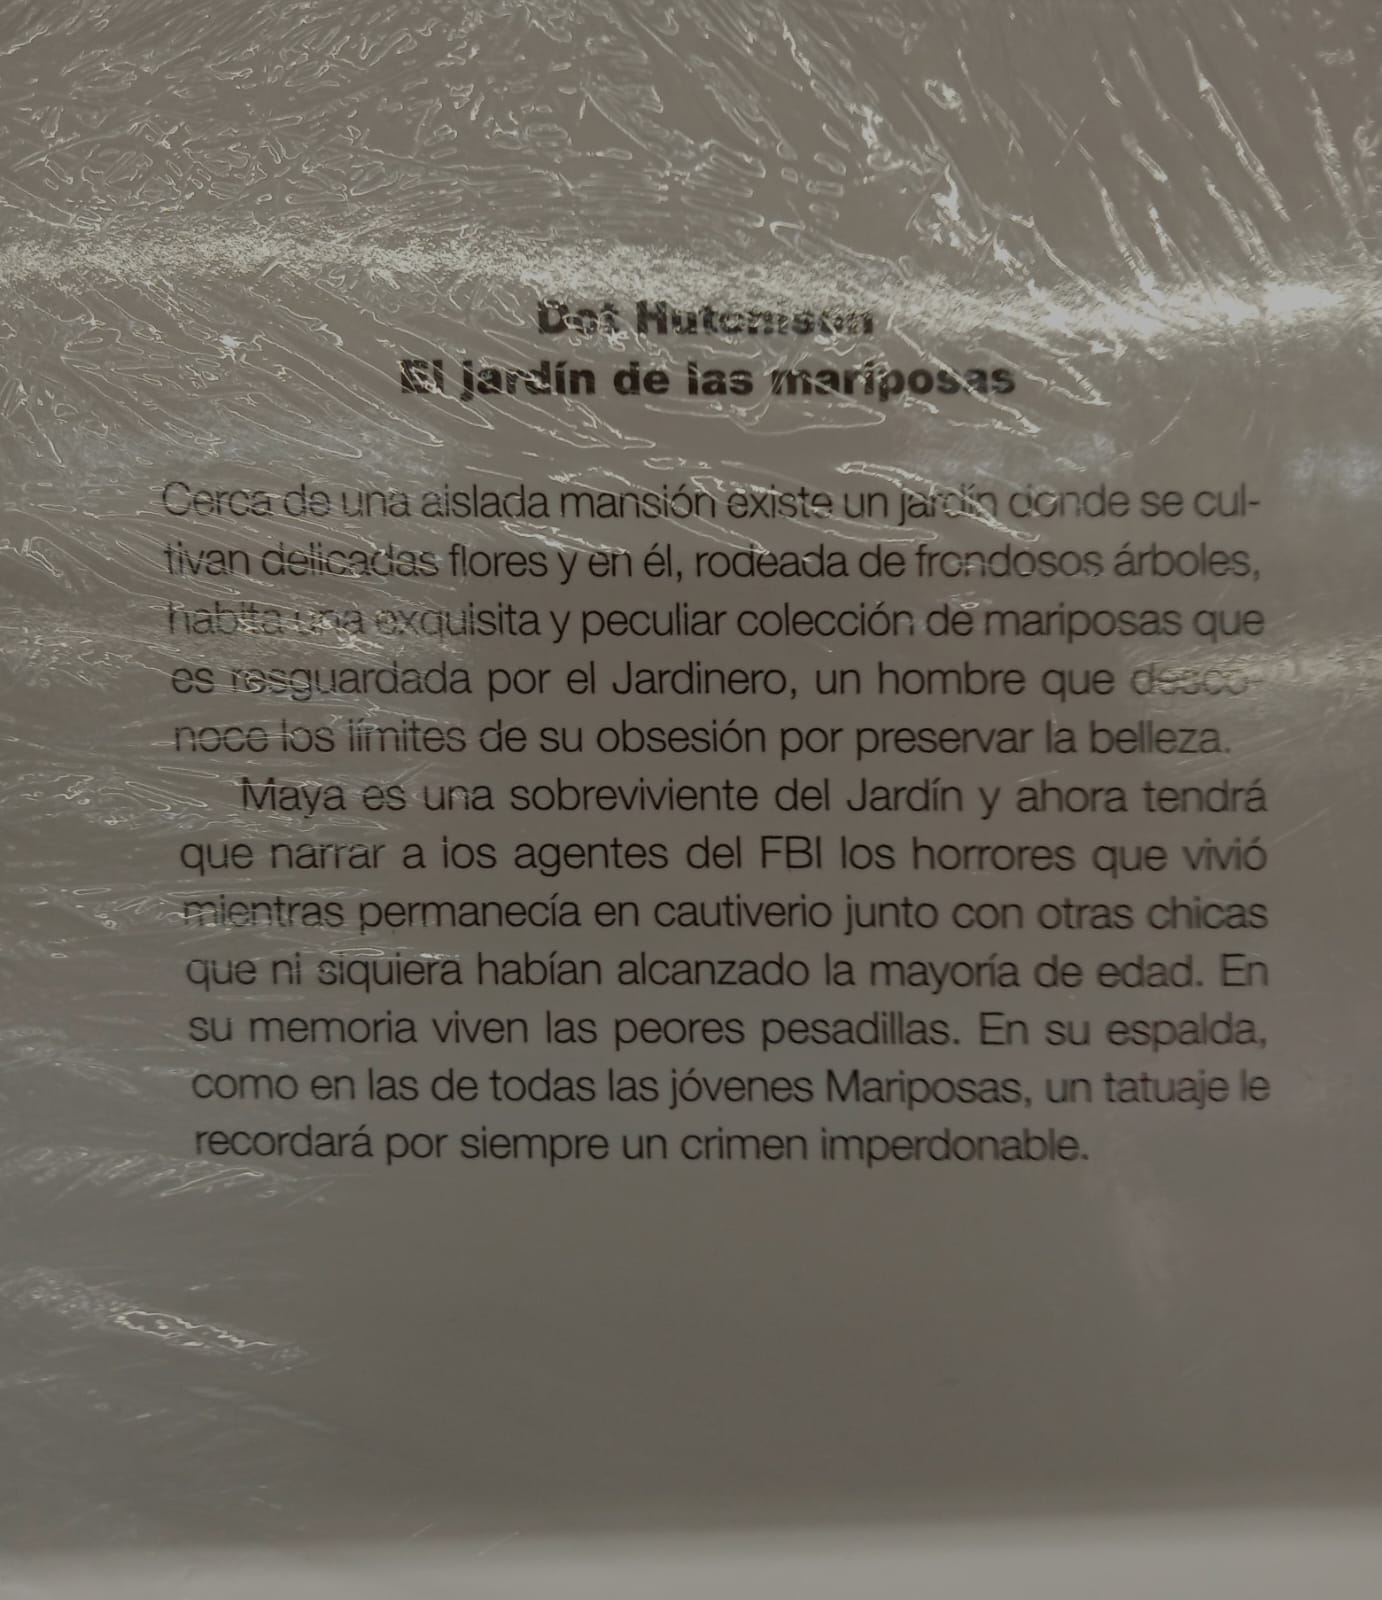 Dot Hutchison
El jardín de las mariposas
Cerca de una aislada mansión existe un jardín donde se cul-
tivan delicadas flores y en él, rodeada de frondosos árboles,
habita una exquisita y peculiar colección de mariposas que
es resguardada por el Jardinero, un hombre que desco-
noce los límites de su obsesión por preservar la belleza.
Maya es una sobreviviente del Jardín y ahora tendrá
que narrar a los agentes del FBI los horrores que vivió
mientras permanecía en cautiverio junto con otras chicas
que ni siquiera habían alcanzado la mayoría de edad. En
su memoria viven las peores pesadillas. En su espalda,
como en las de todas las jóvenes Mariposas, un tatuaje le
recordará por siempre un crimen imperdonable.